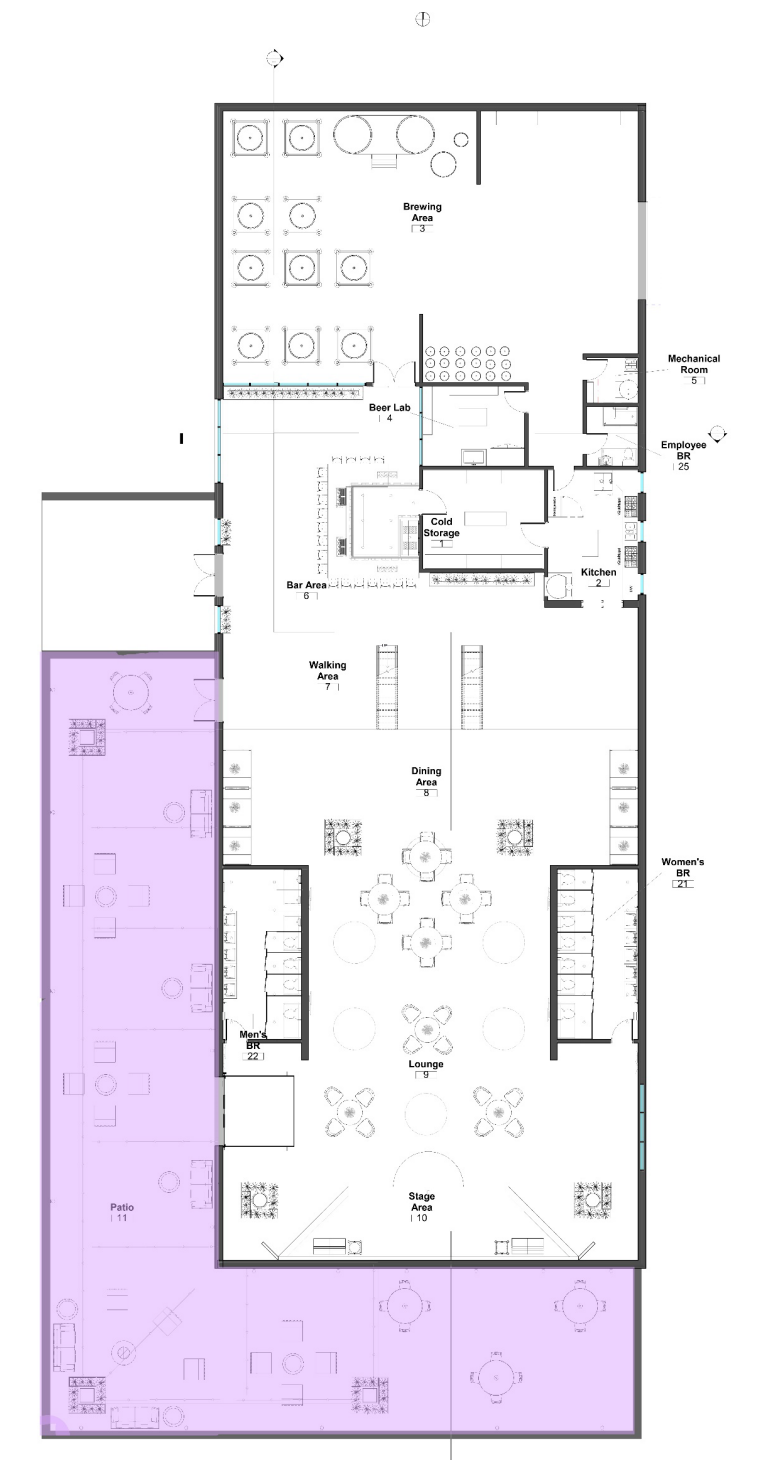 Brewing
Area
3
Mechanical
Room
5
Beer Lab
4
Employee
BR
25
Cold
Storage
Kitchen
2
Bar Area
6
Walking
Area
7
Dining
Area
8
Women's
BR
21
Men's
BR
22
Lounge
9
Patio
11
Stage
Area
10